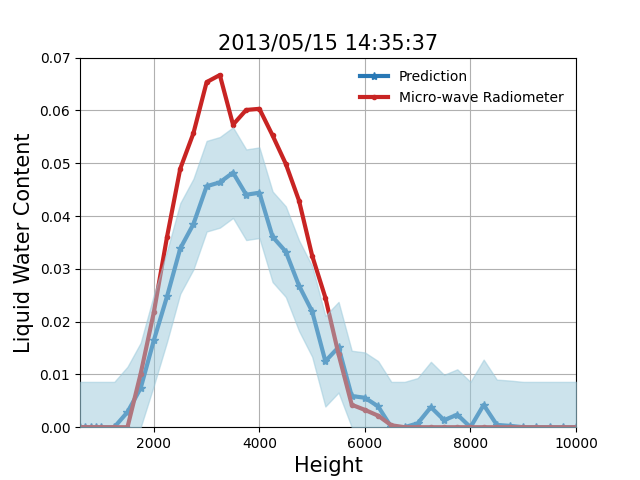 2013/05/15 14:35:37
Prediction
Micro-wave Radiometer
Liquid Water Content
0.07
0.06
0.05
0.04
0.03
0.02
0.01
0.00
2000 4000 6000 8000 10000
Height